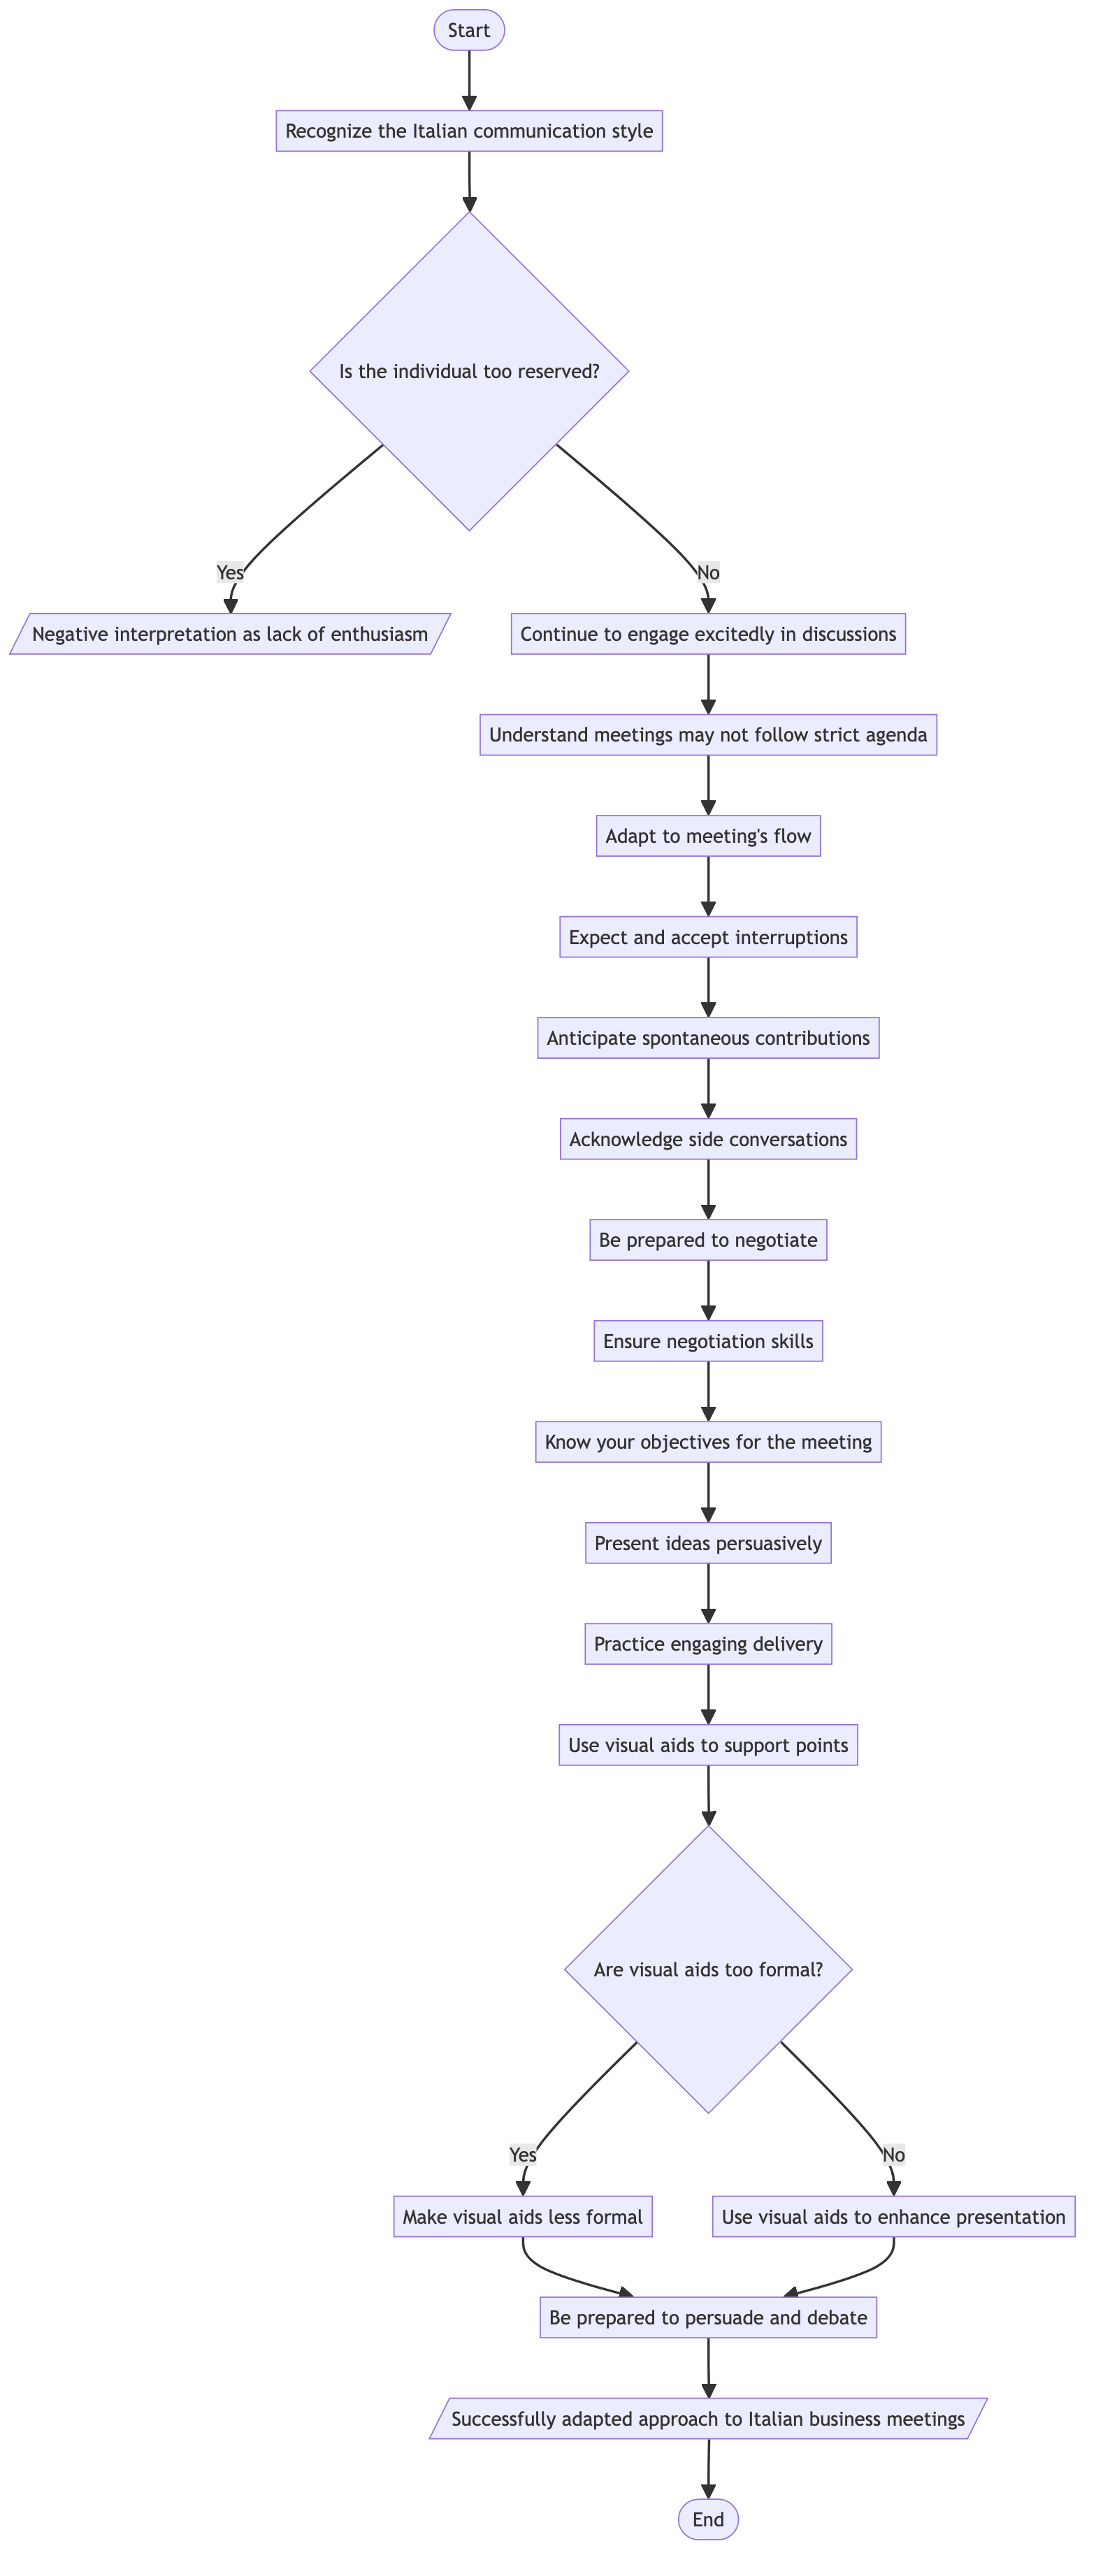 Start
Recognize the Italian communication style
Is the individual too reserved?
Yes
No
Negative interpretation as lack of enthusiasm
Continue to engage excitedly in discussions
Understand meetings may not follow strict agenda
Adapt to meeting's flow
Expect and accept interruptions
Anticipate spontaneous contributions
Acknowledge side conversations
Be prepared to negotiate
Ensure negotiation skills
Know your objectives for the meeting
Present ideas persuasively
Practice engaging delivery
Use visual aids to support points
Are visual aids too formal?
Yes
No
Make visual aids less formal
Use visual aids to enhance presentation
Be prepared to persuade and debate
Successfully adapted approach to Italian business meetings
End